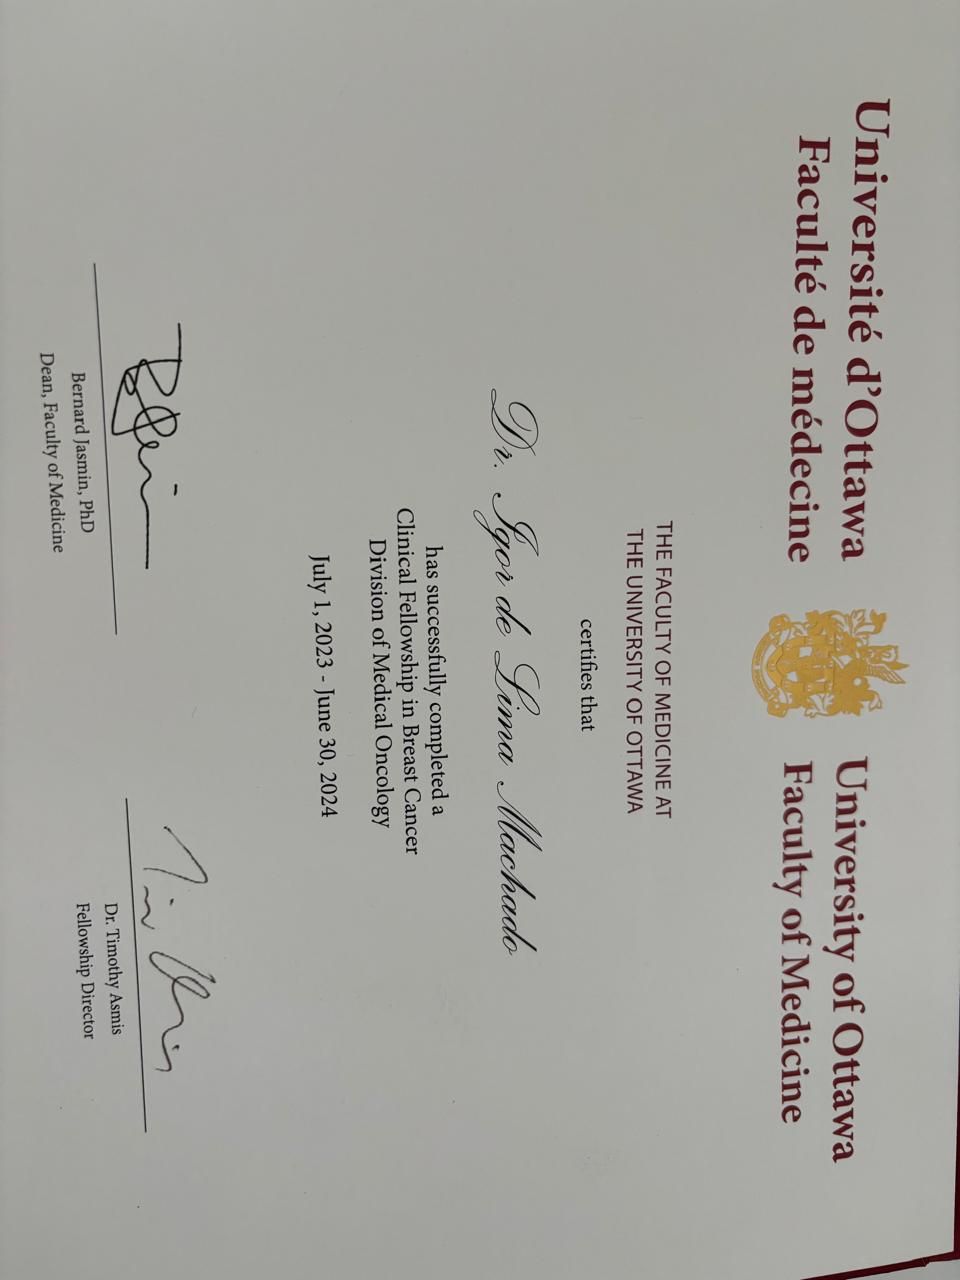 Université d'Ottawa
Faculté de médecine
University of Ottawa
Faculty of Medicine
THE FACULTY OF MEDICINE AT
THE UNIVERSITY OF OTTAWA
certifies that
Dr. Igor de Lima Machado
has successfully completed a
Clinical Fellowship in Breast Cancer
Division of Medical Oncology
July 1, 2023 - June 30, 2024
Bernard Jasmin, PhD
Dean, Faculty of Medicine
Dr. Timothy Asmis
Fellowship Director